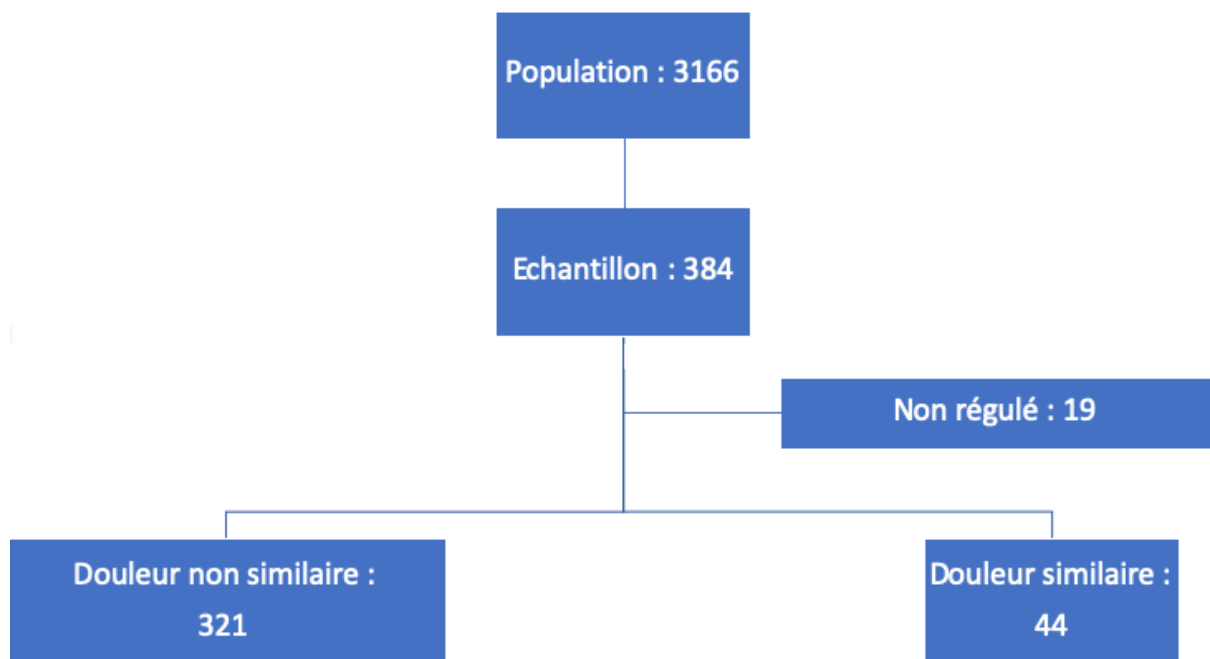 Population : 3166
Echantillon : 384
Non régulé : 19
Douleur non similaire :
321
Douleur similaire :
44